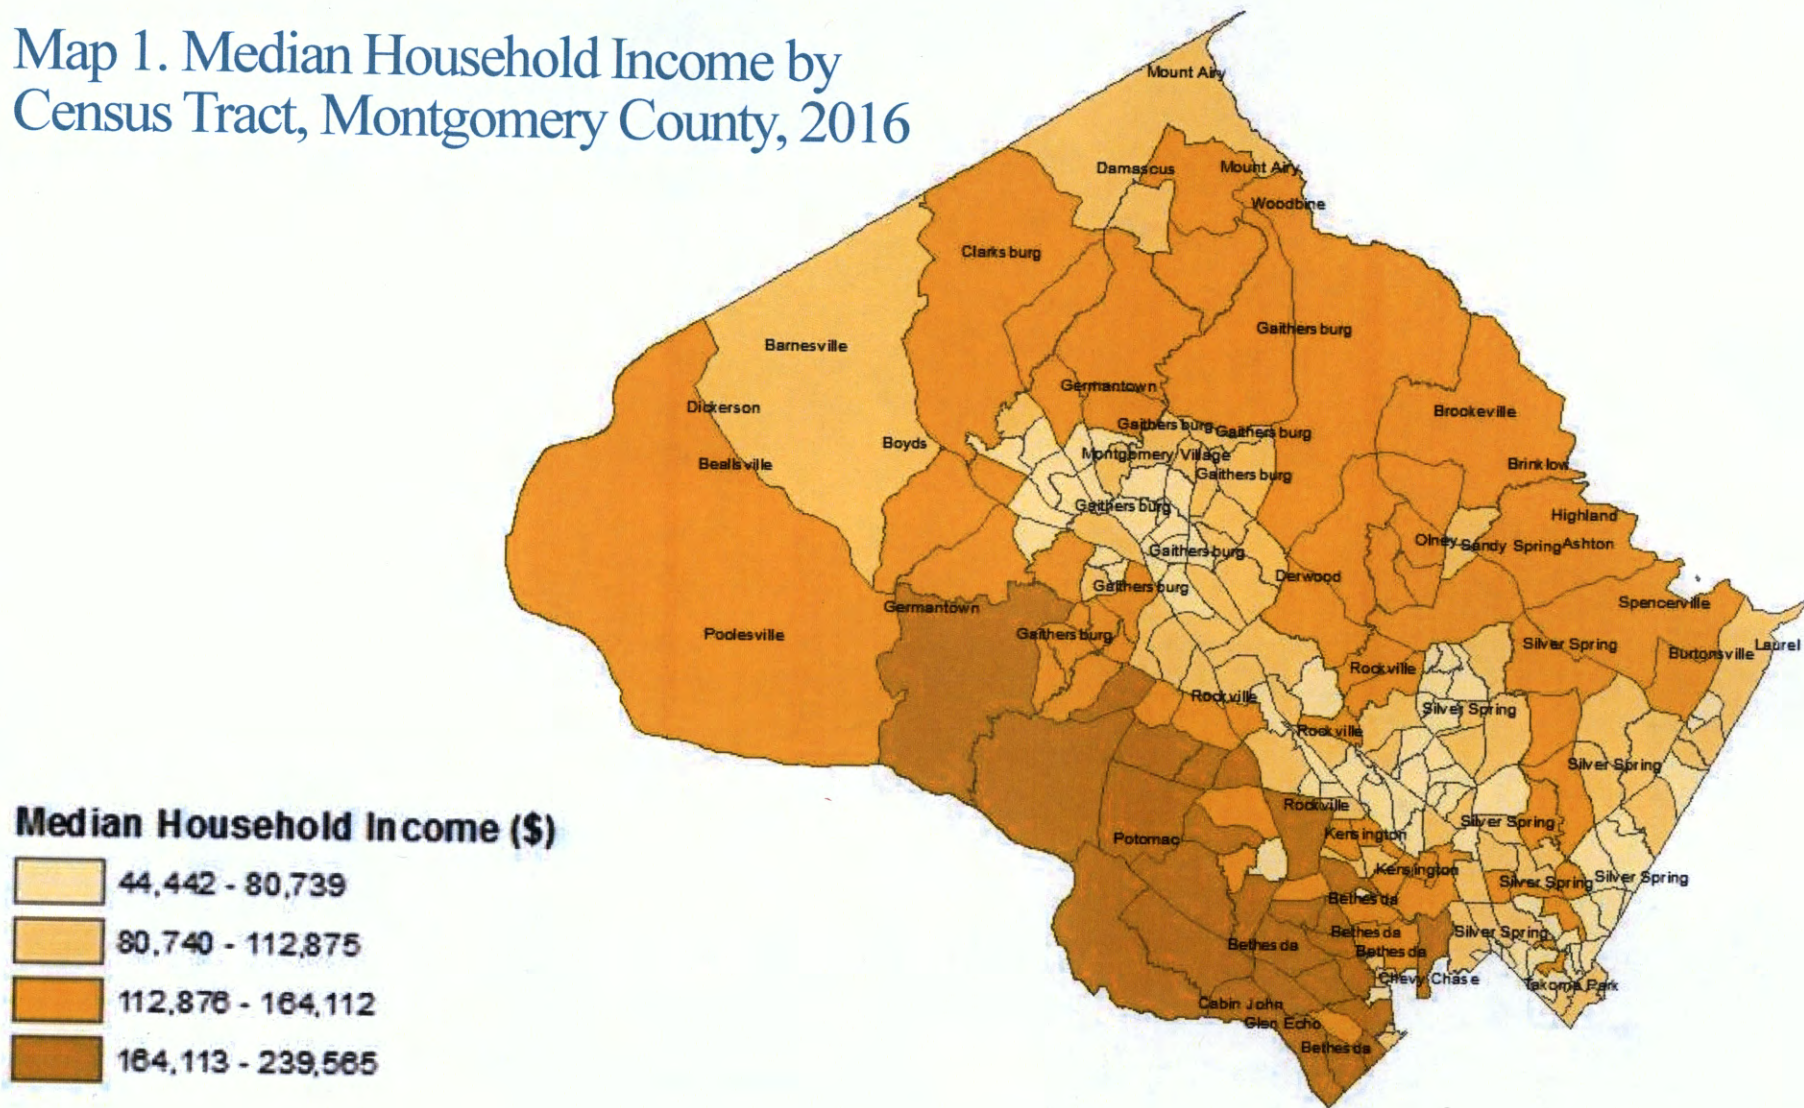 Map 1. Median Household Income by
Census Tract, Montgomery County, 2016
Mount Airy
Damascus
Mount Airy
Woodbine
Clarksburg
Gaithersburg
Barnesville
Germantown
Dickerson
Brookeville
Gaithersburg
Gaithersburg
Boyds
Montgomery Village
Beallsville
Brinklow
Gaithersburg
Gaithersburg
Highland
Olney
Sandy Spring
Ashton
Gaithersburg
Derwood
Gaithersburg
Germantown
Spencerville
Poolesville
Gaithersburg
Silver Spring
Laurel
Burtonsville
Rockville
Rockville
Silver Spring
Rockville
Silver Spring
Rockville
Silver Spring
Kensington
Potomac
Kensington
Silver Spring
Silver Spring
Bethesda
Bethesda
Silver Spring
Bethesda
Bethesda
Chevy Chase
Takoma Park
Cabin John
Glen Echo
Bethesda
Median Household Income ($)
44,442 - 80,739
80,740 - 112,875
112,876 - 164,112
164,113 - 239,565